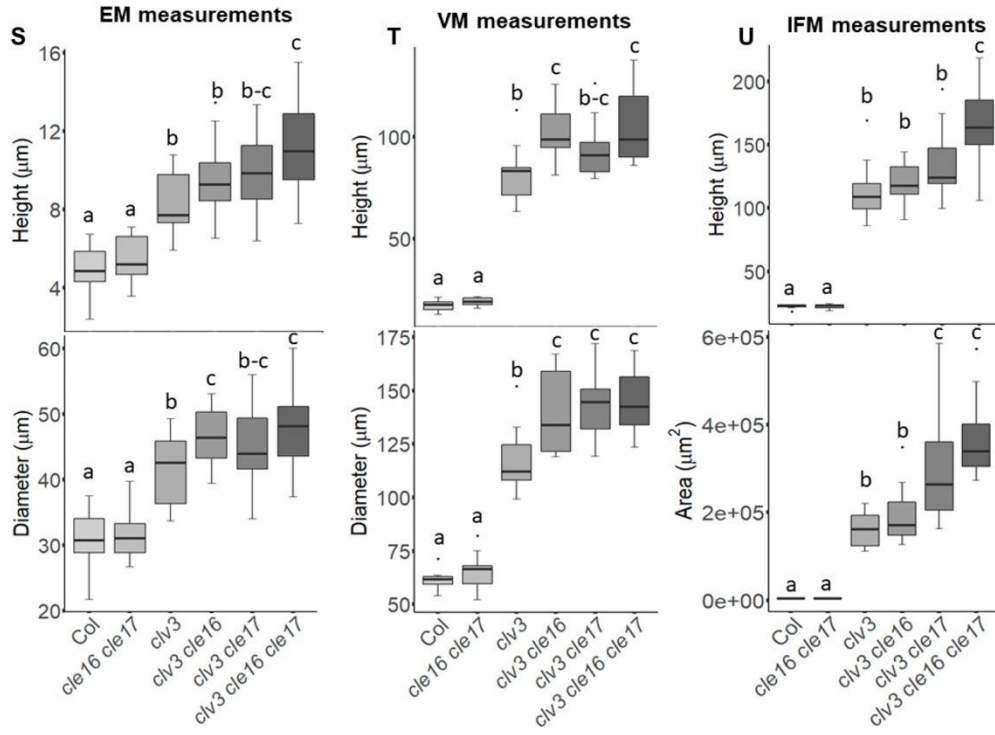 EM measurements
VM measurements
IFM measurements
S
T
U
Height (μm)
16
12
8
4
a
a
b
b
b-c
c
Height (μm)
100
50
a
a
b
c
b-c
c
Height (μm)
200
150
100
50
a
a
b
b
b
c
Diameter (μm)
60
50
40
30
20
a
a
b
c
b-c
c
Diameter (μm)
175
150
125
100
75
50
a
a
b
c
c
c
Area (μm²)
6e+05
4e+05
2e+05
0e+00
a
a
b
b
c
c
Col
cle16 cle17
clv3
clv3 cle16
clv3 cle17
clv3 cle16 cle17
Col
cle16 cle17
clv3
clv3 cle16
clv3 cle17
clv3 cle16 cle17
Col
cle16 cle17
clv3
clv3 cle16
clv3 cle17
clv3 cle16 cle17